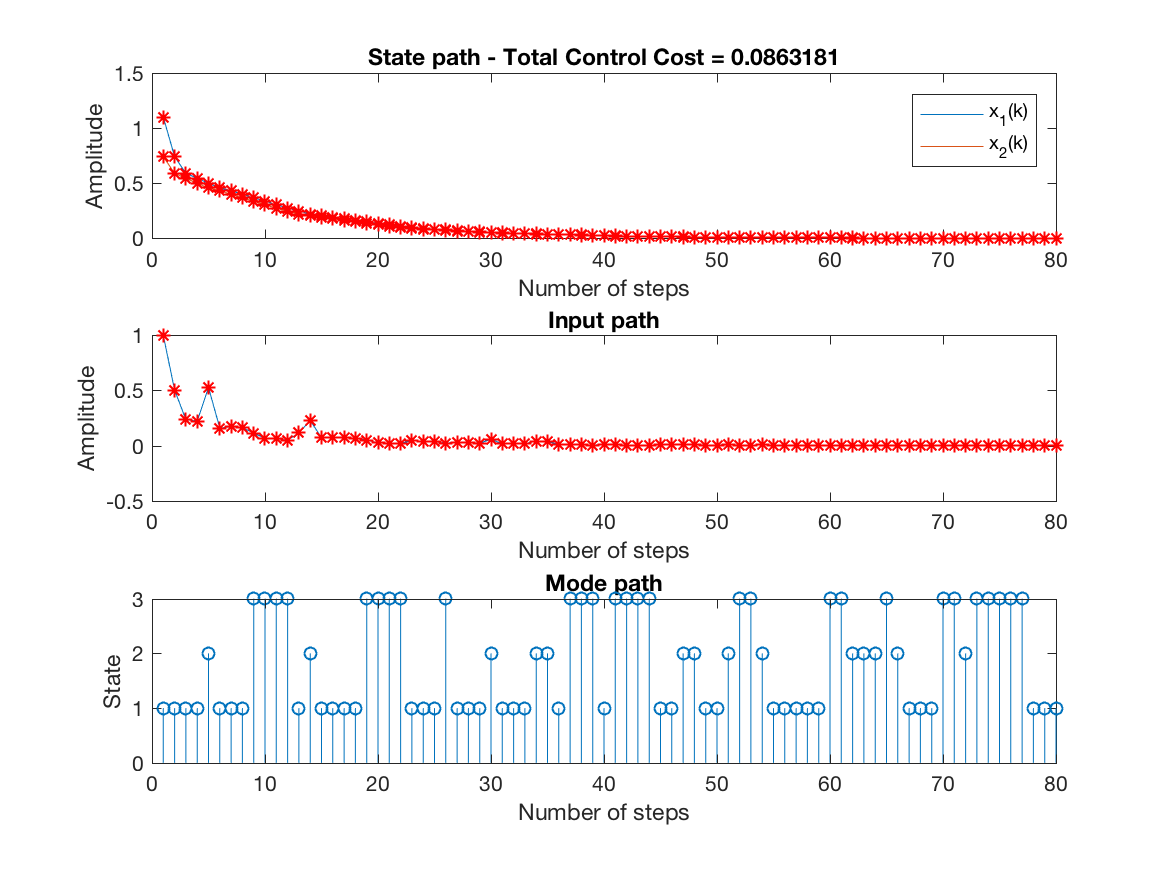 State path - Total Control Cost = 0.0863181
1.5
1
0.5
0
Amplitude
x1(k)
x2(k)
0 10 20 30 40 50 60 70 80
Number of steps
Input path
1
0.5
0
-0.5
Amplitude
0 10 20 30 40 50 60 70 80
Number of steps
Mode path
3
2
1
0
State
0 10 20 30 40 50 60 70 80
Number of steps